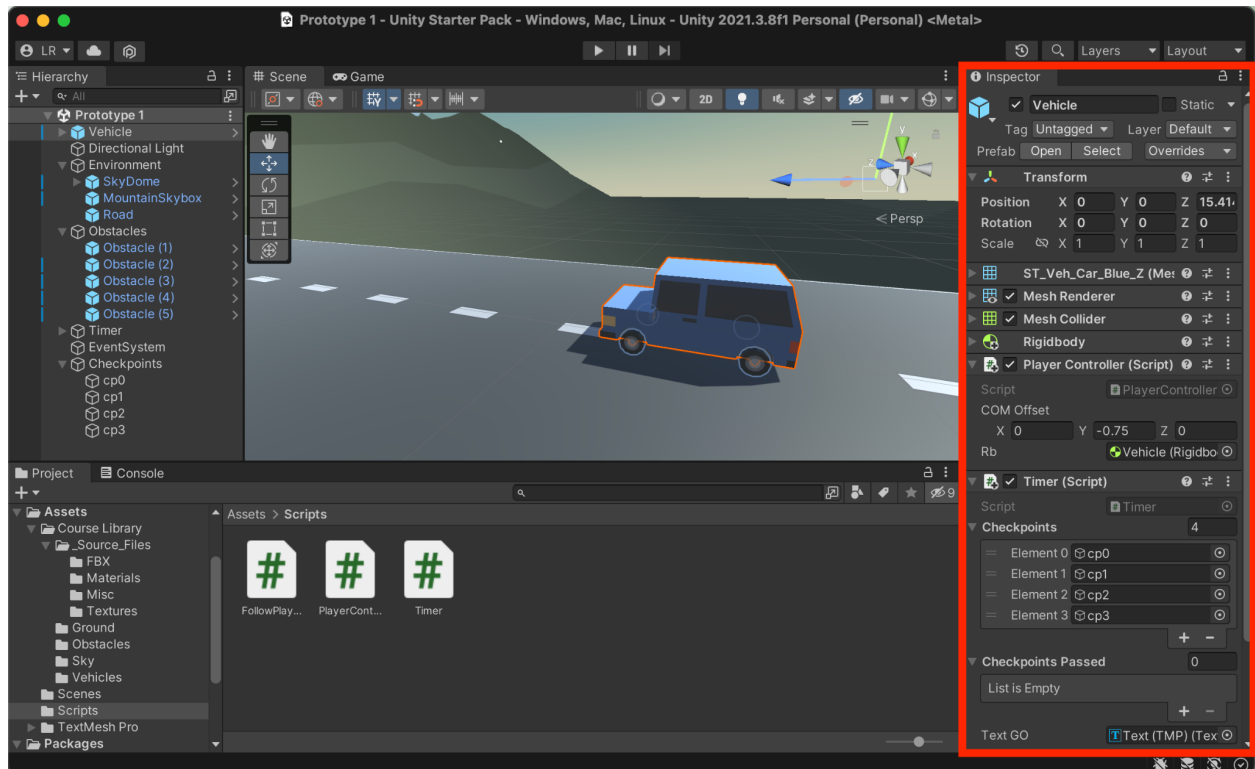 Prototype 1 - Unity Starter Pack - Windows, Mac, Linux - Unity 2021.3.8f1 Personal (Personal) <Metal>
LR
Layers
Layout
Hierarchy
All
Prototype 1
Vehicle
Directional Light
Environment
SkyDome
MountainSkybox
Road
Obstacles
Obstacle (1)
Obstacle (2)
Obstacle (3)
Obstacle (4)
Obstacle (5)
Timer
EventSystem
Checkpoints
cp0
cp1
cp2
cp3
Scene
Game
2D
y
x
z
< Persp
Project
Console
9
Assets
Course Library
_Source_Files
FBX
Materials
Misc
Textures
Ground
Obstacles
Sky
Vehicles
Scenes
Scripts
TextMesh Pro
Packages
Assets > Scripts
FollowPlay...
PlayerCont...
Timer
Inspector
Vehicle
Static
Tag Untagged Layer Default
Prefab Open Select Overrides
Transform
Position X 0 Y 0 Z 15.414
Rotation X 0 Y 0 Z 0
Scale X 1 Y 1 Z 1
ST_Veh_Car_Blue_Z (Mes
Mesh Renderer
Mesh Collider
Rigidbody
Player Controller (Script)
Script PlayerController
COM Offset
X 0 Y -0.75 Z 0
Rb Vehicle (Rigidbo
Timer (Script)
Script Timer
Checkpoints 4
Element 0 cp0
Element 1 cp1
Element 2 cp2
Element 3 cp3
+ -
Checkpoints Passed 0
List is Empty
+ -
Text GO Text (TMP) (Tex